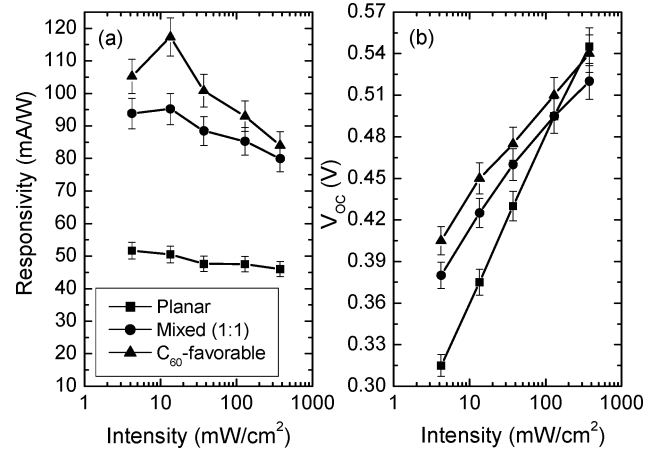 (a)
Responsivity (mA/W)
120
110
100
90
80
70
60
50
40
30
20
10
Planar
Mixed (1:1)
C₆₀-favorable
1 10 100 1000
Intensity (mW/cm²)
(b)
V_OC (V)
0.57
0.54
0.51
0.48
0.45
0.42
0.39
0.36
0.33
0.30
1 10 100 1000
Intensity (mW/cm²)